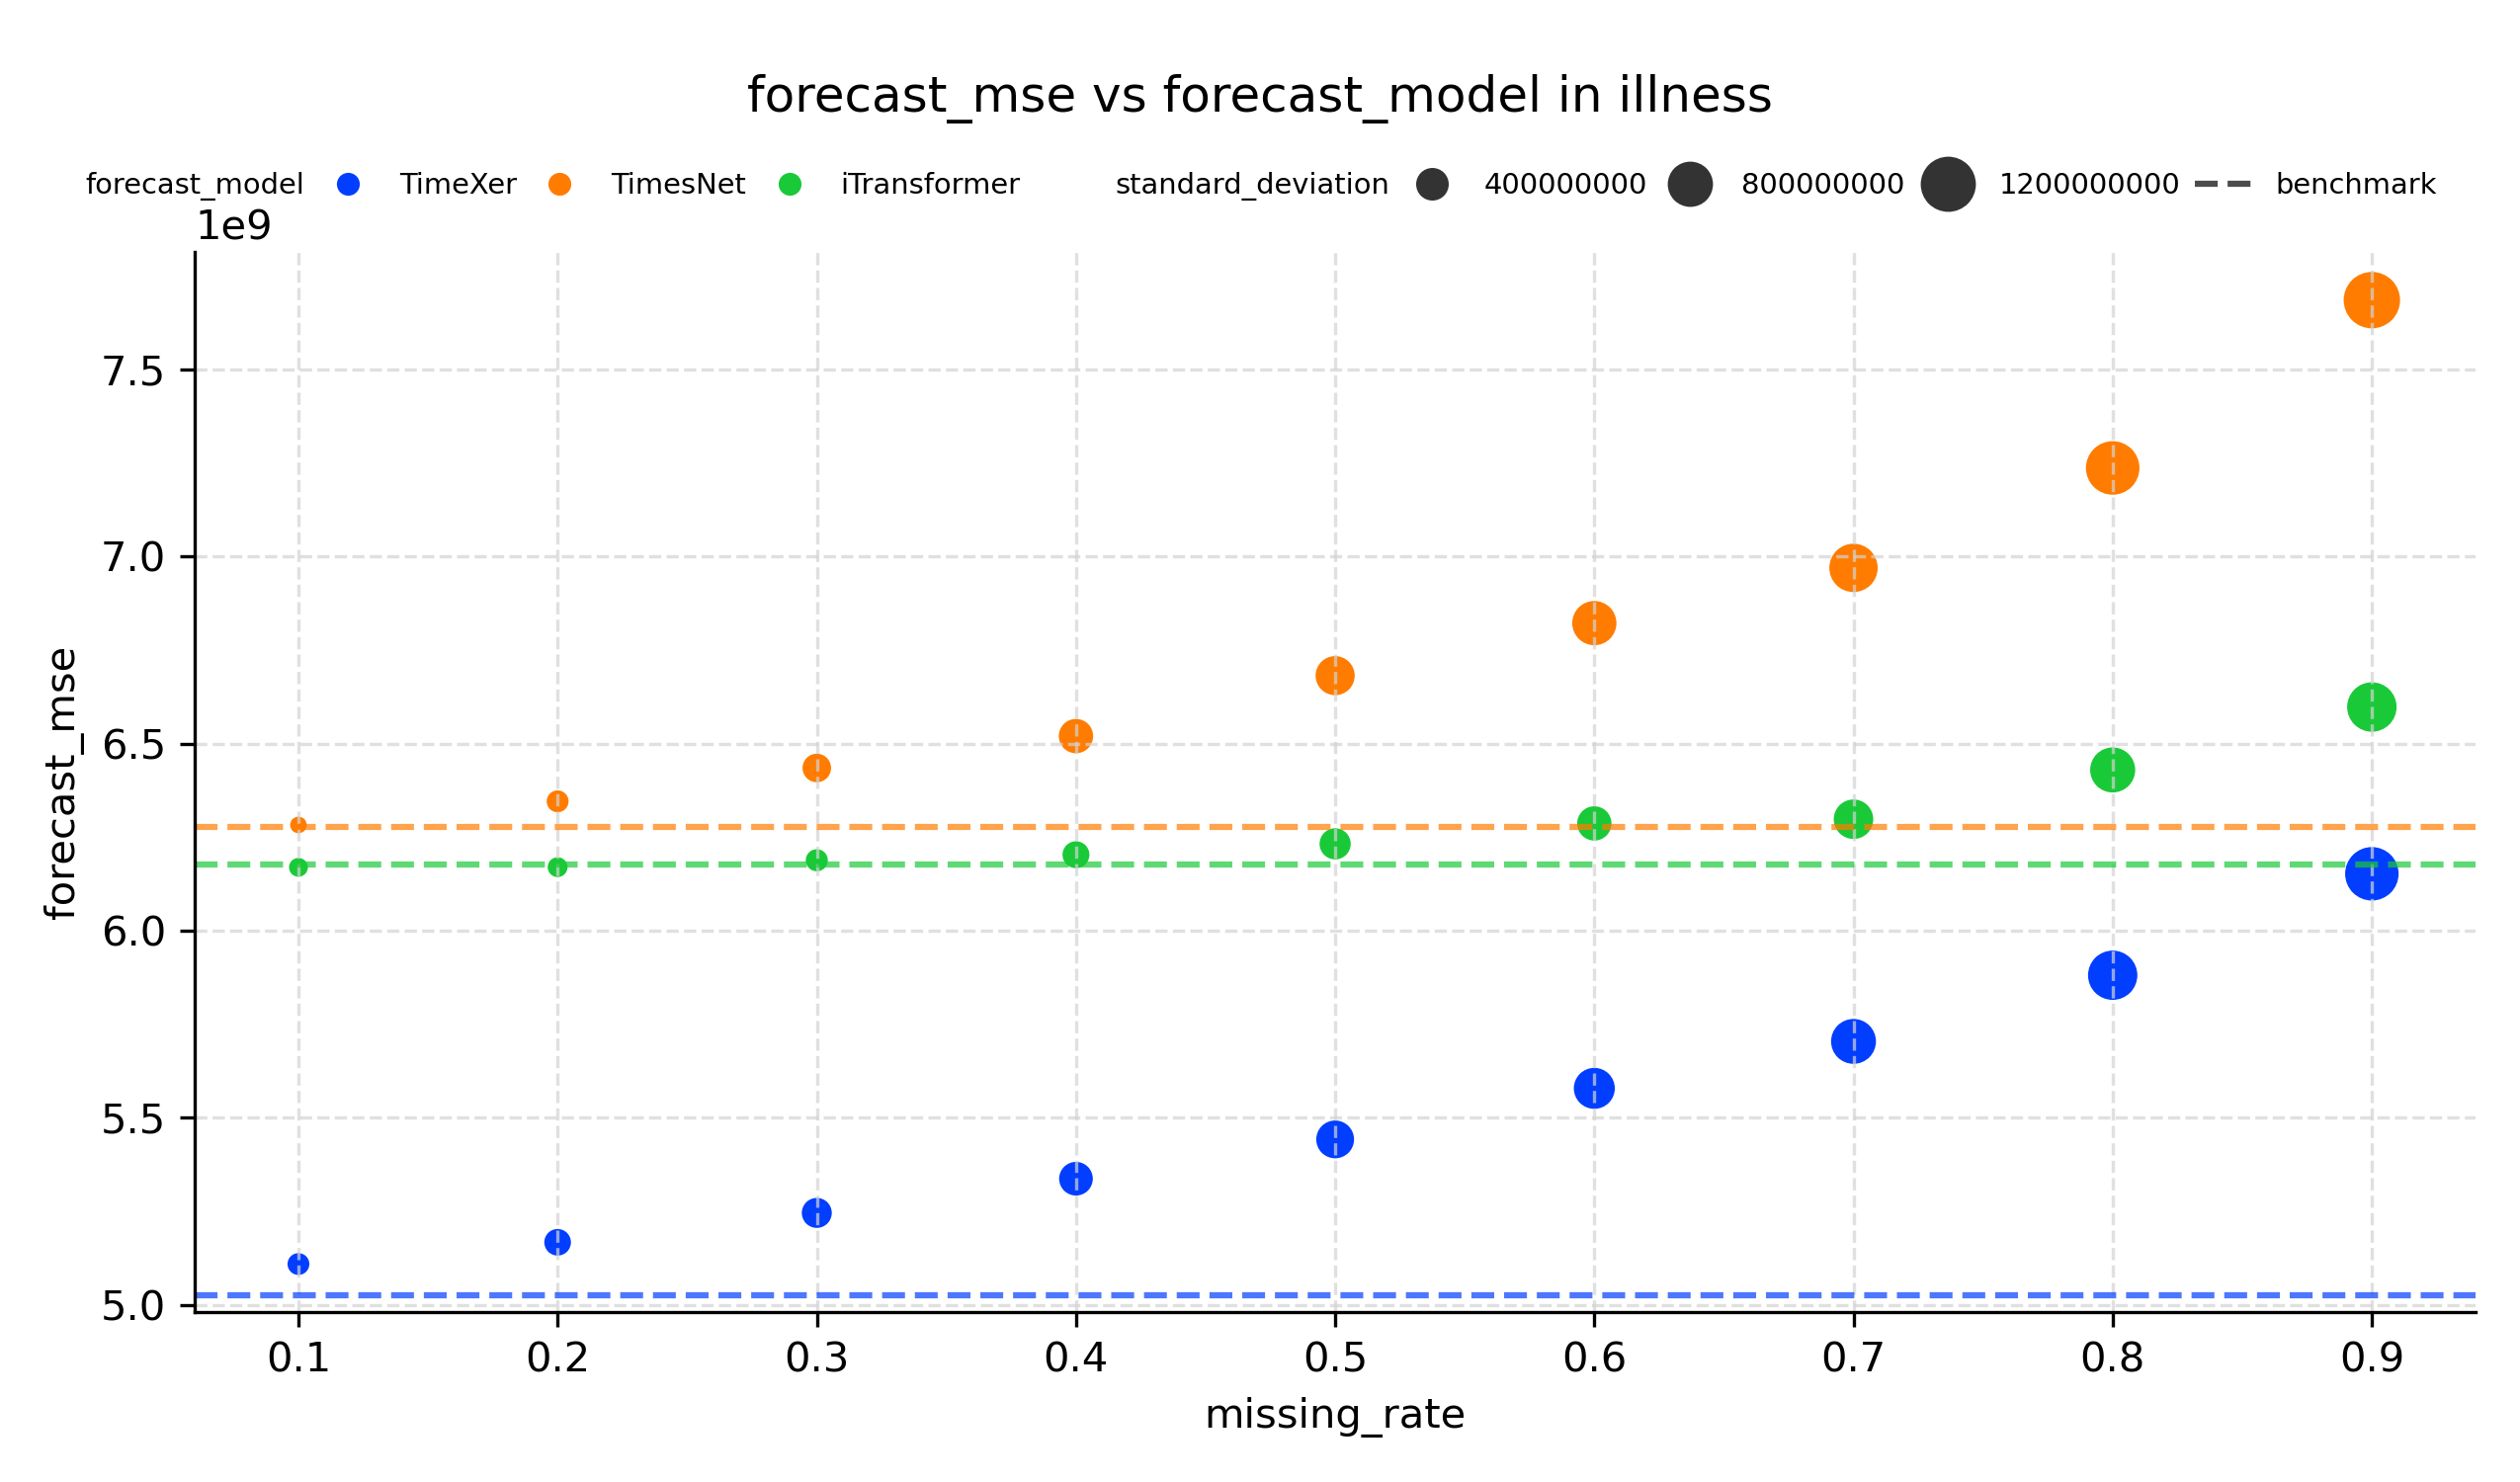 forecast_mse vs forecast_model in illness
forecast_model TimeXer TimesNet iTransformer standard_deviation 400000000 800000000 1200000000 benchmark
1e9
7.5
7.0
6.5
6.0
5.5
5.0
forecast_mse
0.1 0.2 0.3 0.4 0.5 0.6 0.7 0.8 0.9
missing_rate